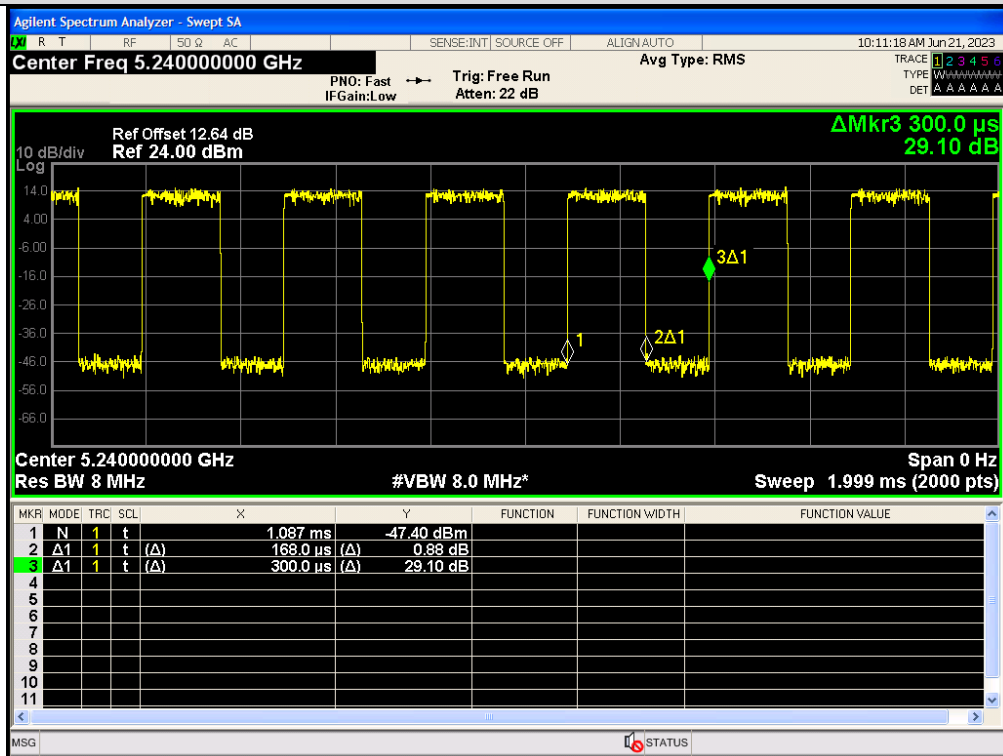 Agilent Spectrum Analyzer - Swept SA
LXI R T RF 50 Ω AC SENSE:INT SOURCE OFF ALIGN AUTO 10:11:18 AM Jun 21, 2023
Center Freq 5.240000000 GHz Avg Type: RMS TRACE 1 2 3 4 5 6
PNO: Fast Trig: Free Run TYPE
IFGain:Low Atten: 22 dB DET A A A A A A
ΔMkr3 300.0 µs
29.10 dB
Ref Offset 12.64 dB
10 dB/div Ref 24.00 dBm
Log
14.0
4.00
-6.00
-16.0
-26.0
-36.0
-46.0
-56.0
-66.0
3Δ1
1
2Δ1
Center 5.240000000 GHz Span 0 Hz
Res BW 8 MHz #VBW 8.0 MHz* Sweep 1.999 ms (2000 pts)
MKR MODE TRC SCL X Y FUNCTION FUNCTION WIDTH FUNCTION VALUE
1 N 1 t 1.087 ms -47.40 dBm
2 Δ1 1 t (Δ) 168.0 µs (Δ) 0.88 dB
3 Δ1 1 t (Δ) 300.0 µs (Δ) 29.10 dB
4
5
6
7
8
9
10
11
MSG STATUS